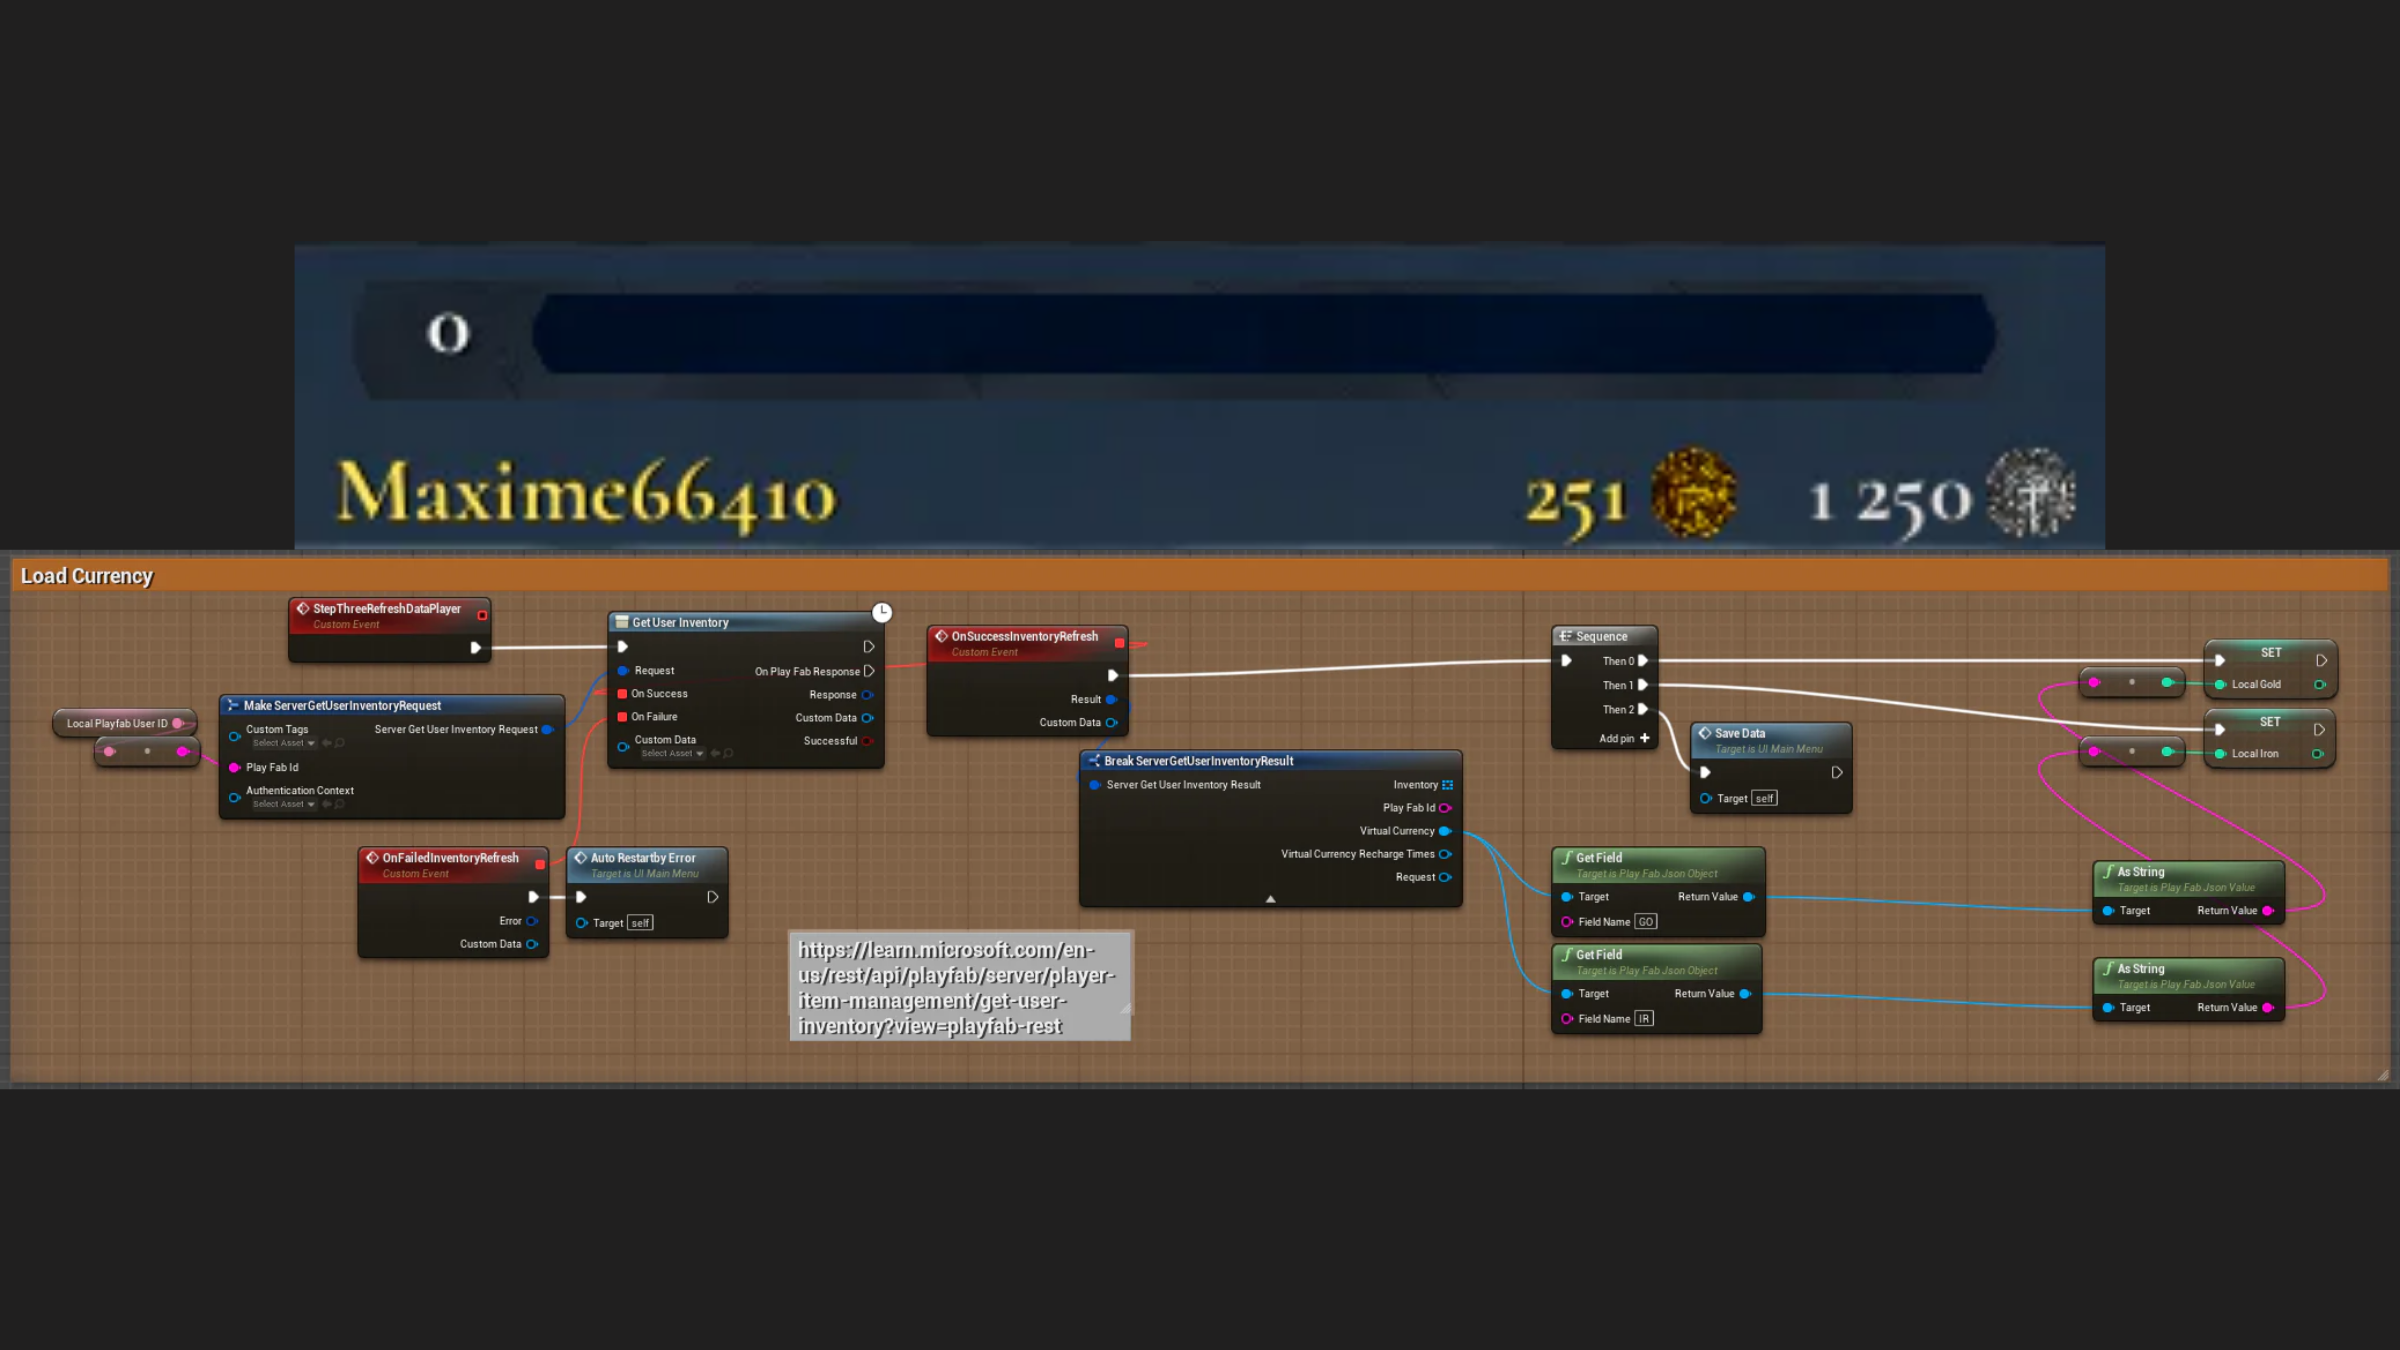 0
Maxime66410
251
1 250
Load Currency
StepThreeRefreshDataPlayer
Custom Event
Get User Inventory
Request
On Play Fab Response
On Success
Response
On Failure
Custom Data
Custom Data
Select Asset
Successful
Local Playfab User ID
Make ServerGetUserInventoryRequest
Custom Tags
Select Asset
Server Get User Inventory Request
Play Fab Id
Authentication Context
Select Asset
OnFailedInventoryRefresh
Custom Event
Error
Custom Data
Auto Restartby Error
Target is UI Main Menu
Target self
OnSuccessInventoryRefresh
Custom Event
Result
Custom Data
Break ServerGetUserInventoryResult
Server Get User Inventory Result
Inventory
Play Fab Id
Virtual Currency
Virtual Currency Recharge Times
Request
https://learn.microsoft.com/en-
us/rest/api/playfab/server/player-
item-management/get-user-
inventory?view=playfab-rest
Sequence
Then 0
Then 1
Then 2
Add pin
Save Data
Target is UI Main Menu
Target self
Get Field
Target is Play Fab Json Object
Target
Return Value
Field Name GO
Get Field
Target is Play Fab Json Object
Target
Return Value
Field Name IR
SET
Local Gold
SET
Local Iron
As String
Target is Play Fab Json Value
Target
Return Value
As String
Target is Play Fab Json Value
Target
Return Value